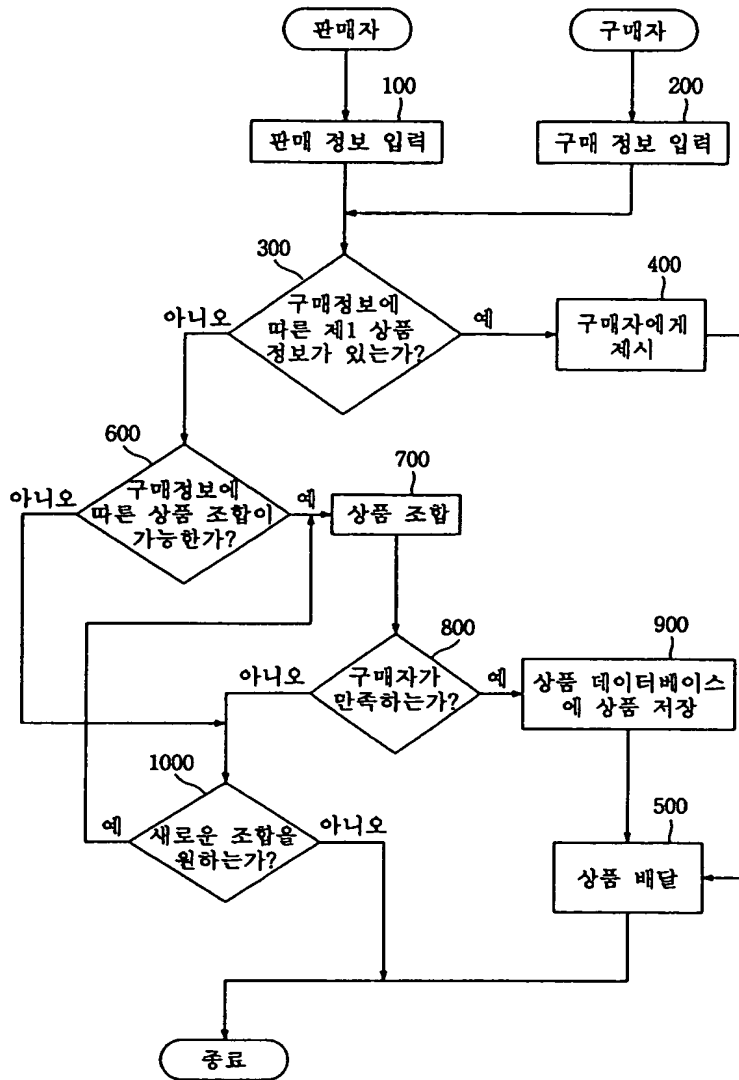 판매자
구매자
100
200
판매 정보 입력
구매 정보 입력
300
400
아니오
구매정보에
따른 제1 상품
정보가 있는가?
예
구매자에게
제시
600
700
아니오
구매정보에
따른 상품 조합이
가능한가?
예
상품 조합
800
900
아니오
구매자가
만족하는가?
예
상품 데이터베이스
에 상품 저장
1000
500
예
새로운 조합을
원하는가?
아니오
상품 배달
종료